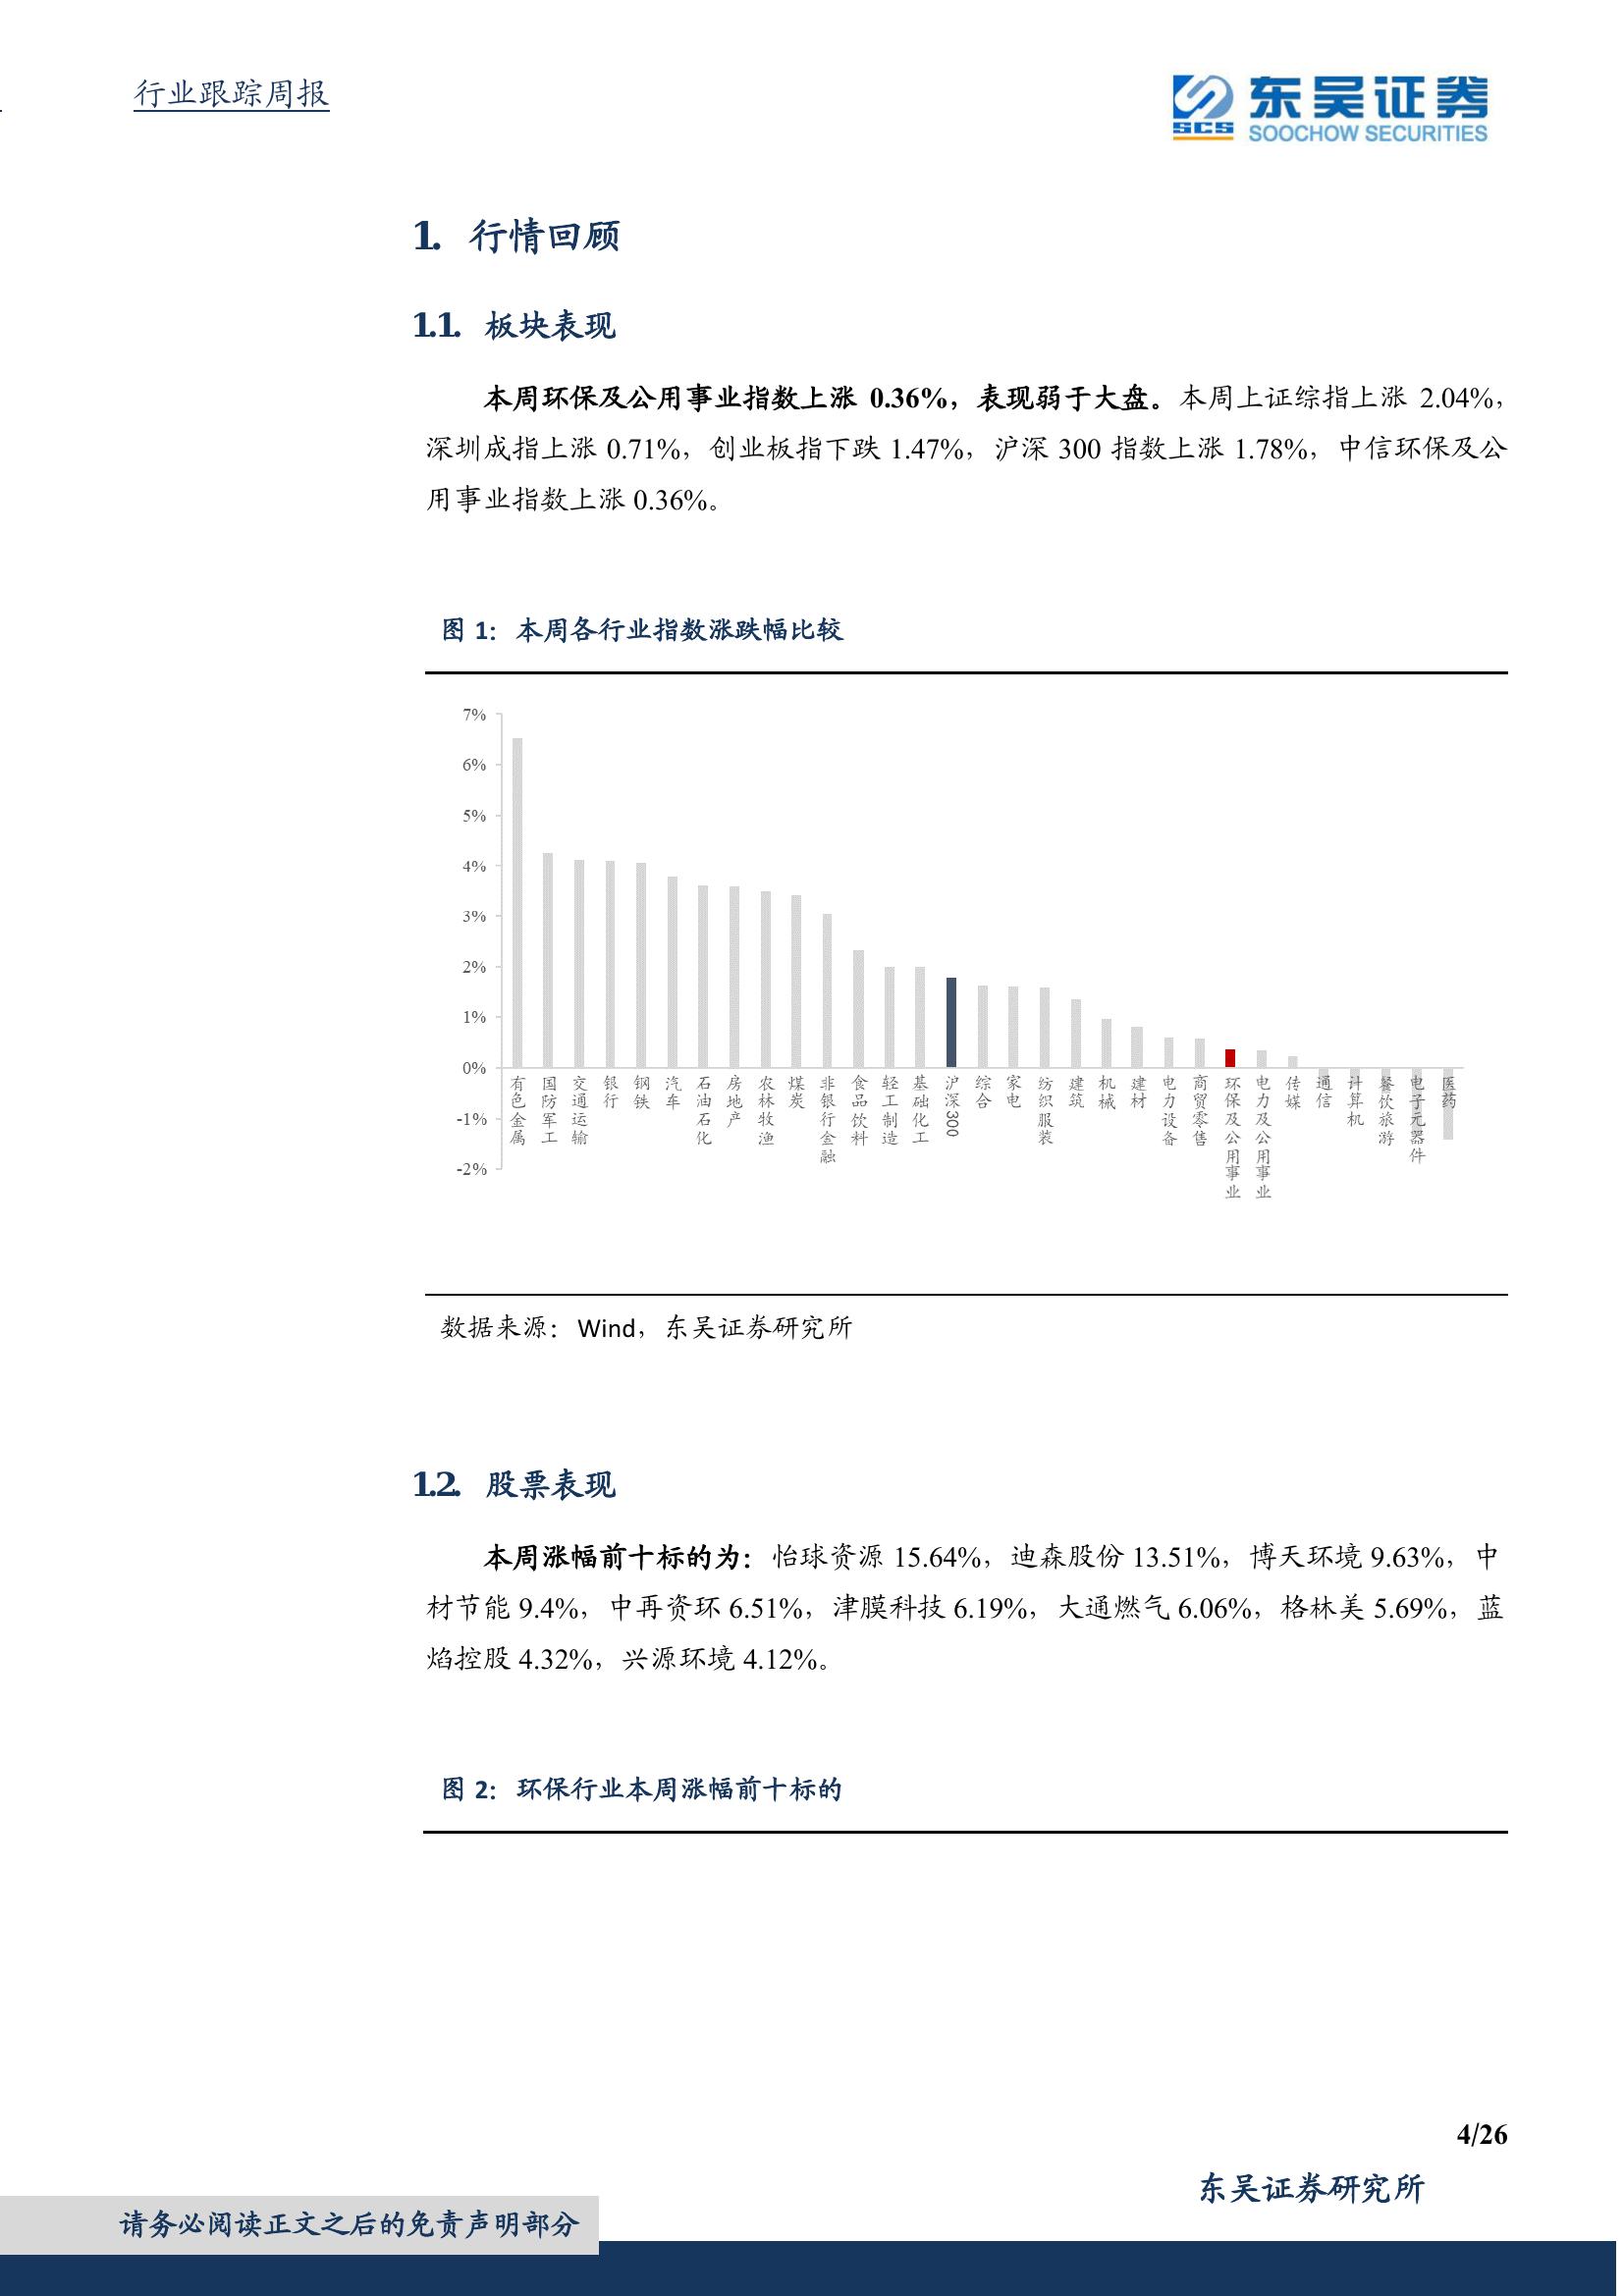 行业跟踪周报
SCS
东吴证券
SOOCHOW SECURITIES
1. 行情回顾
1.1. 板块表现
本周环保及公用事业指数上涨 0.36%，表现弱于大盘。本周上证综指上涨 2.04%，
深圳成指上涨 0.71%，创业板指下跌 1.47%，沪深 300 指数上涨 1.78%，中信环保及公
用事业指数上涨 0.36%。
图 1：本周各行业指数涨跌幅比较
7%
6%
5%
4%
3%
2%
1%
0%
-1%
-2%
有色金属
国防军工
交通运输
银行
钢铁
汽车
石油石化
房地产
农林牧渔
煤炭
非银行金融
食品饮料
轻工制造
基础化工
沪深300
综合
家电
纺织服装
建筑
机械
建材
电力设备
商贸零售
环保及公用事业
电力及公用事业
传媒
通信
计算机
餐饮旅游
电子元器件
医药
数据来源：Wind，东吴证券研究所
1.2. 股票表现
本周涨幅前十标的为：怡球资源 15.64%，迪森股份 13.51%，博天环境 9.63%，中
材节能 9.4%，中再资环 6.51%，津膜科技 6.19%，大通燃气 6.06%，格林美 5.69%，蓝
焰控股 4.32%，兴源环境 4.12%。
图 2：环保行业本周涨幅前十标的
4/26
东吴证券研究所
请务必阅读正文之后的免责声明部分